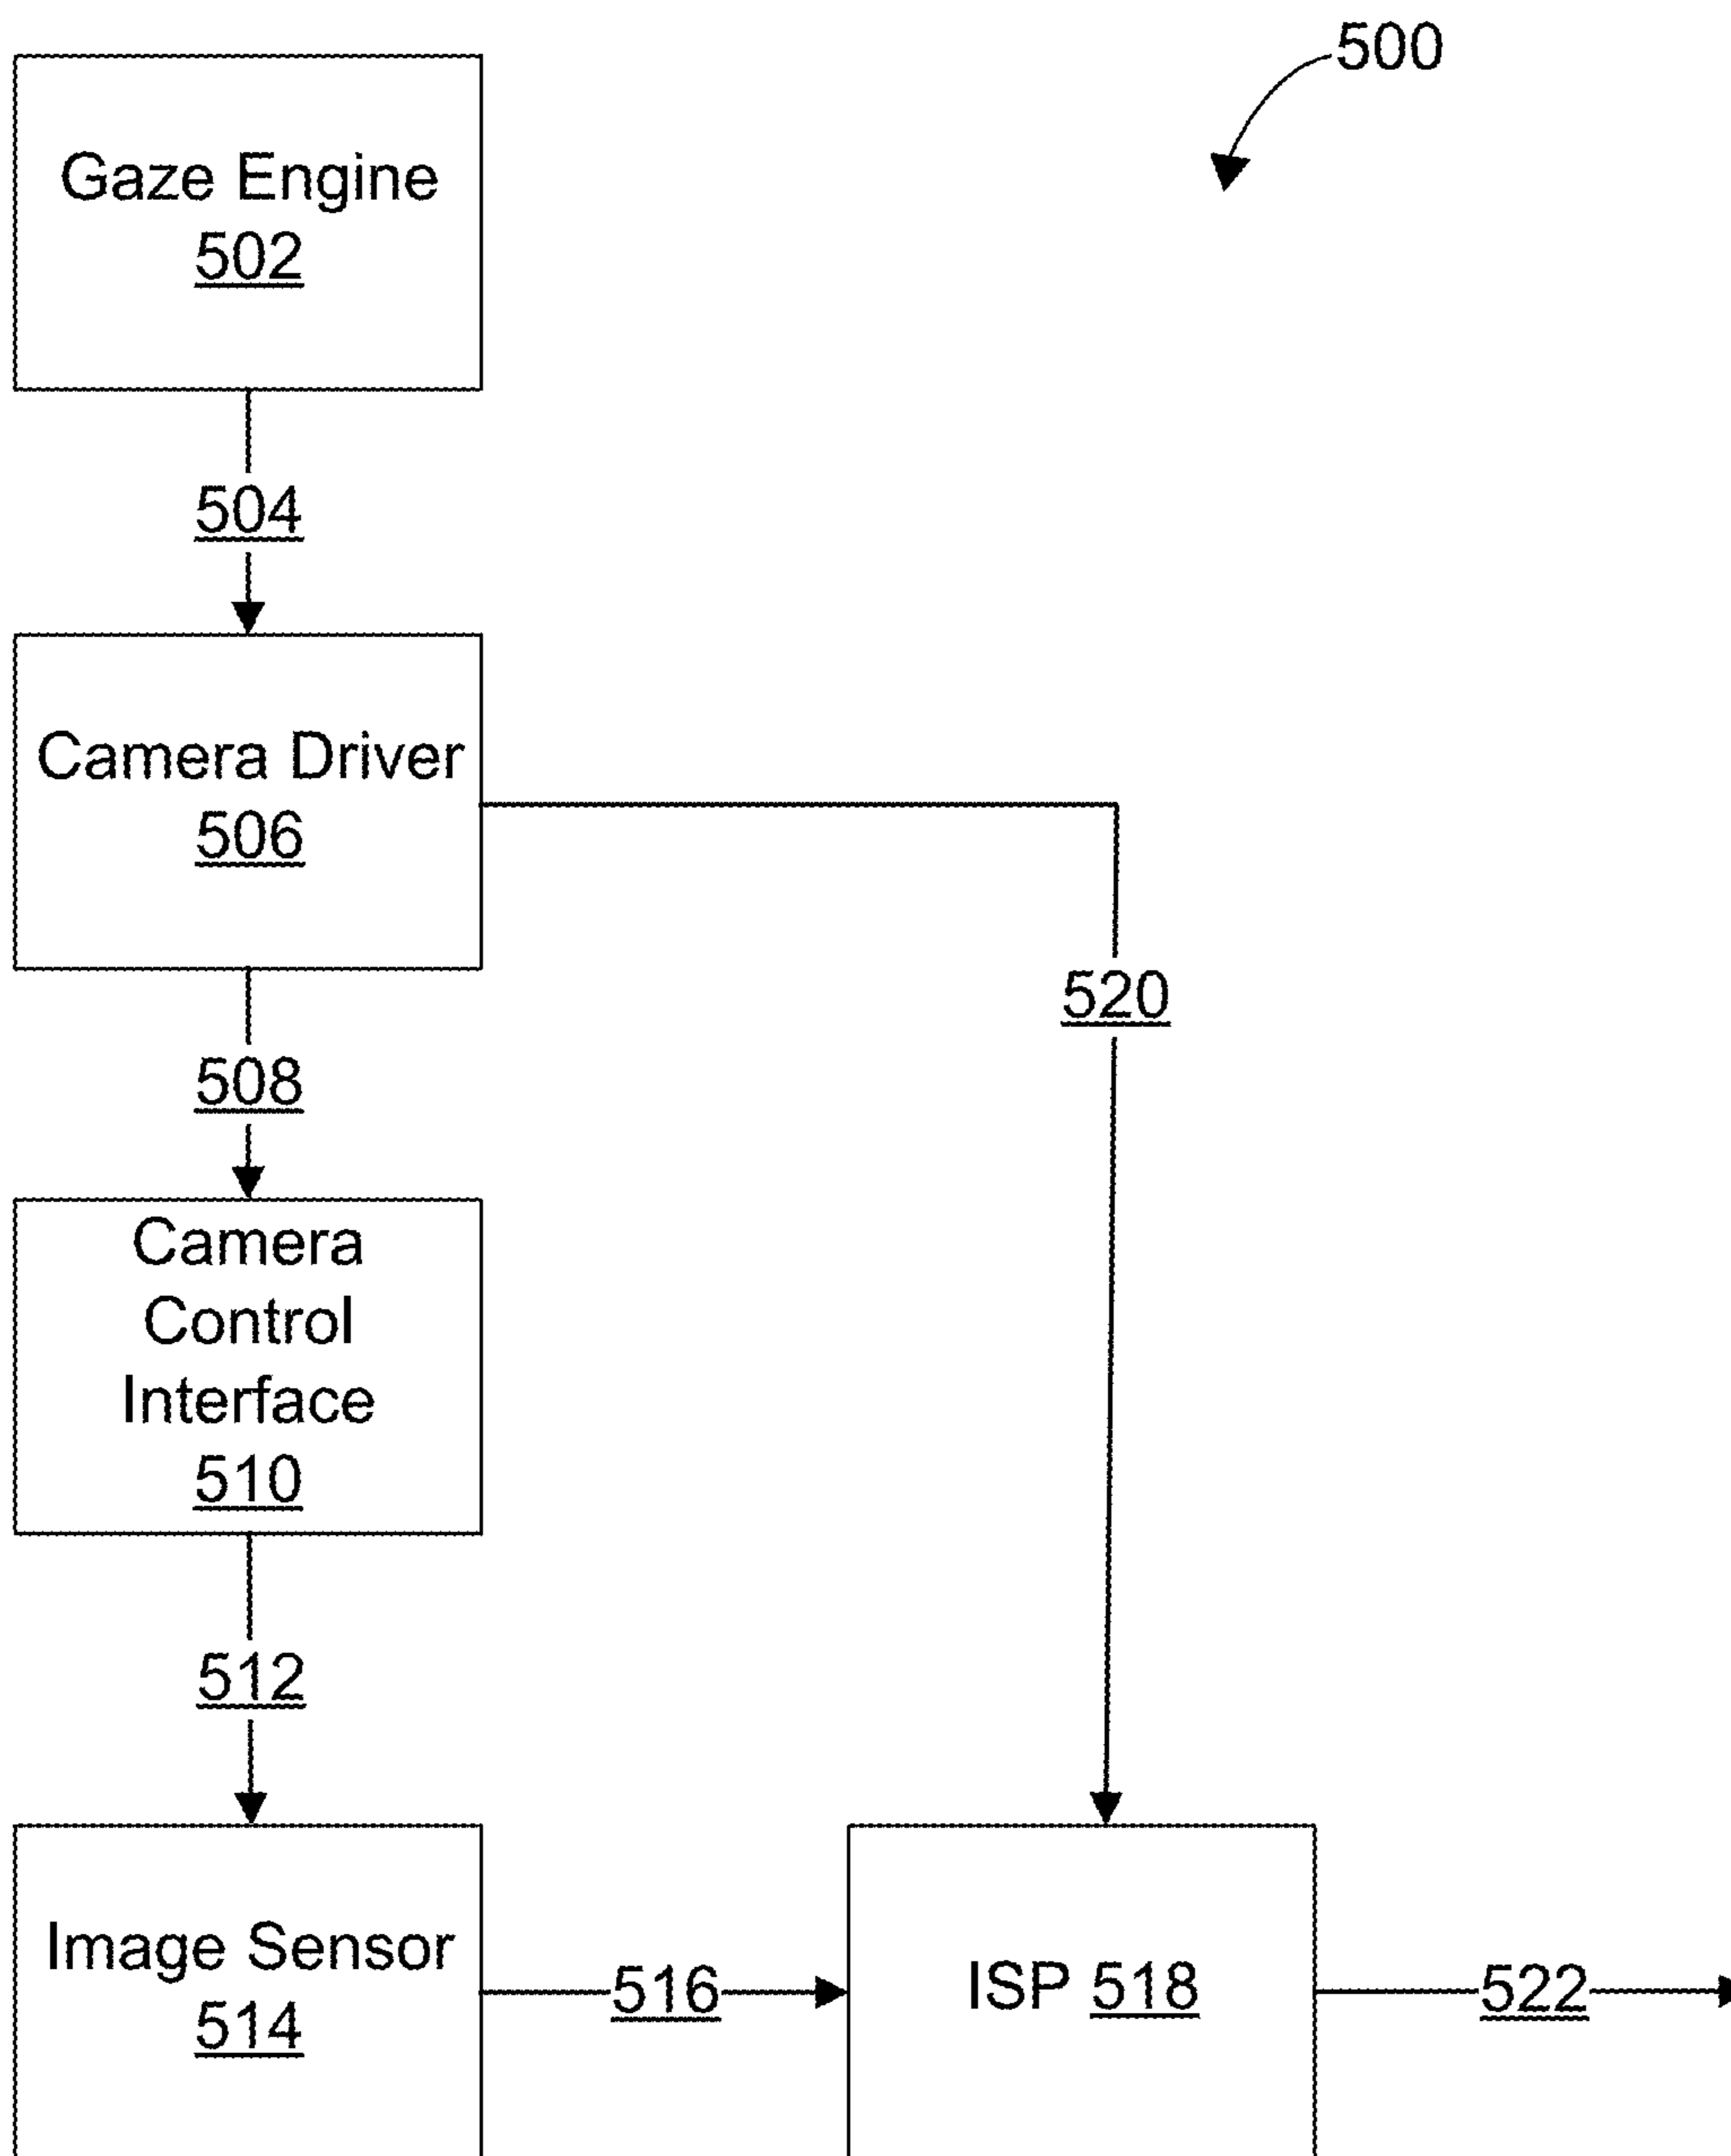 500
Gaze Engine
502
504
Camera Driver
506
520
508
Camera
Control
Interface
510
512
Image Sensor
514
516
ISP 518
522